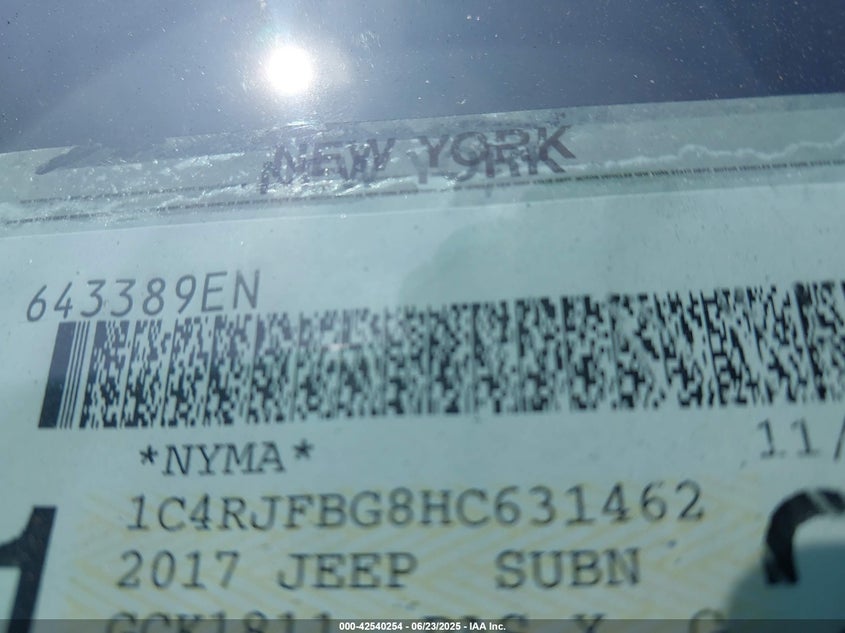 NEW YORK
643389EN
*NYMA* 11/
1C4RJFBG8HC631462
2017 JEEP SUBN
000-42540254 - 06/23/2025 - IAA Inc.